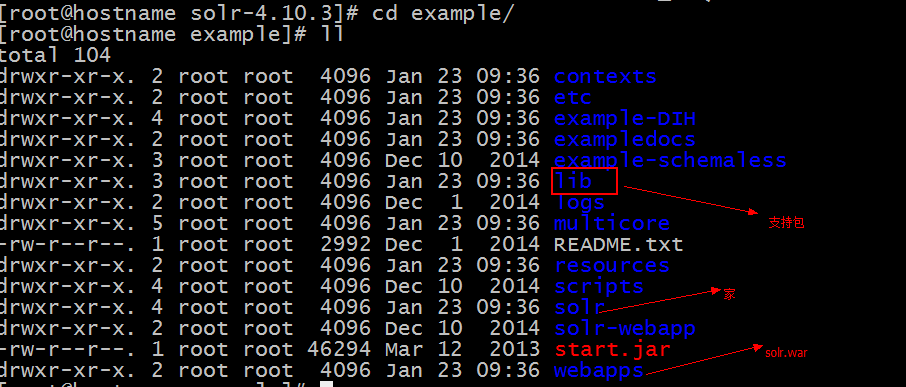 [root@hostname solr-4.10.3]# cd example/
[root@hostname example]# ll
total 104
drwxr-xr-x. 2 root root  4096 Jan 23 09:36 contexts
drwxr-xr-x. 2 root root  4096 Jan 23 09:36 etc
drwxr-xr-x. 4 root root  4096 Jan 23 09:36 example-DIH
drwxr-xr-x. 2 root root  4096 Jan 23 09:36 exampledocs
drwxr-xr-x. 3 root root  4096 Dec 10  2014 example-schemaless
drwxr-xr-x. 3 root root  4096 Jan 23 09:36 lib
drwxr-xr-x. 2 root root  4096 Dec  1  2014 logs
支持包
drwxr-xr-x. 5 root root  4096 Jan 23 09:36 multicore
-rw-r--r--. 1 root root  2992 Dec  1  2014 README.txt
drwxr-xr-x. 2 root root  4096 Jan 23 09:36 resources
drwxr-xr-x. 4 root root  4096 Dec 10  2014 scripts
家
drwxr-xr-x. 4 root root  4096 Jan 23 09:36 solr
drwxr-xr-x. 2 root root  4096 Dec 10  2014 solr-webapp
-rw-r--r--. 1 root root 46294 Mar 12  2013 start.jar
solr.war
drwxr-xr-x. 2 root root  4096 Jan 23 09:36 webapps